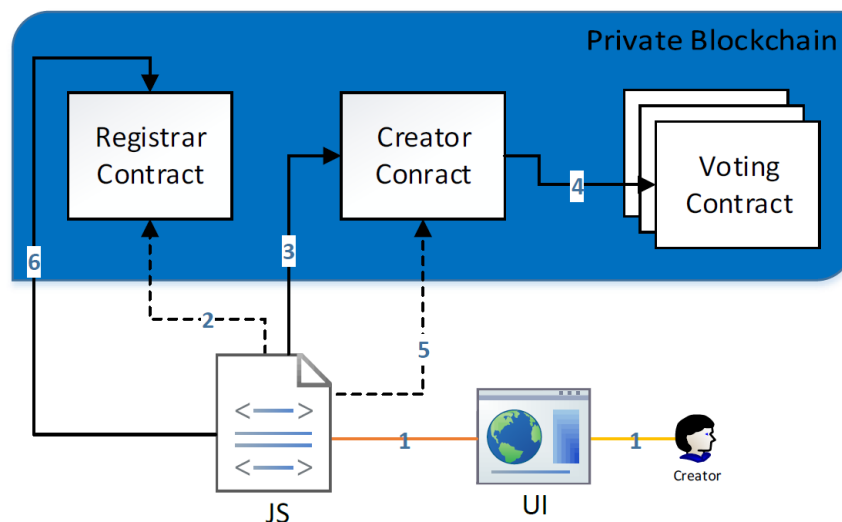 Private Blockchain
Registrar
Contract
Creator
Conract
Voting
Contract
3
4
6
2
5
1
1
JS
UI
Creator